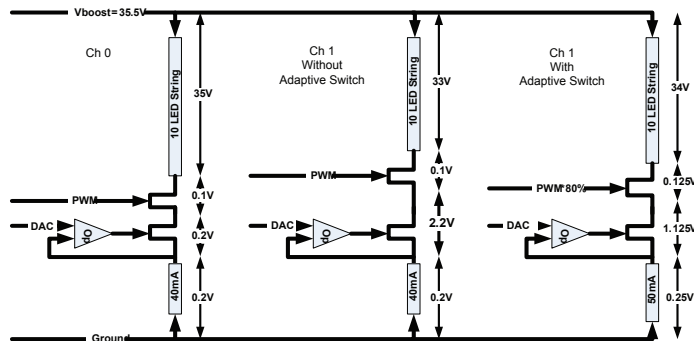 Vboost= 35.5V
Ch 0
10 LED String
35V
PWM
0.1V
DAC
Op
0.2V
40mA
0.2V
Ch 1
Without
Adaptive Switch
10 LED String
33V
PWM
0.1V
DAC
Op
2.2V
40mA
0.2V
Ch 1
With
Adaptive Switch
10 LED String
34V
PWM*80%
0.125V
DAC
Op
1.125V
50mA
0.25V
Ground